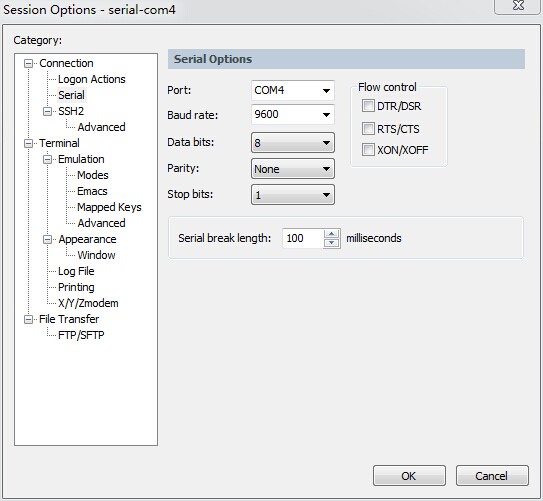 Session Options - serial-com4
Category:
Connection
Logon Actions
Serial
SSH2
Advanced
Terminal
Emulation
Modes
Emacs
Mapped Keys
Advanced
Appearance
Window
Log File
Printing
X/Y/Zmodem
File Transfer
FTP/SFTP
Serial Options
Port: COM4
Baud rate: 9600
Data bits: 8
Parity: None
Stop bits: 1
Flow control
DTR/DSR
RTS/CTS
XON/XOFF
Serial break length: 100 milliseconds
OK Cancel